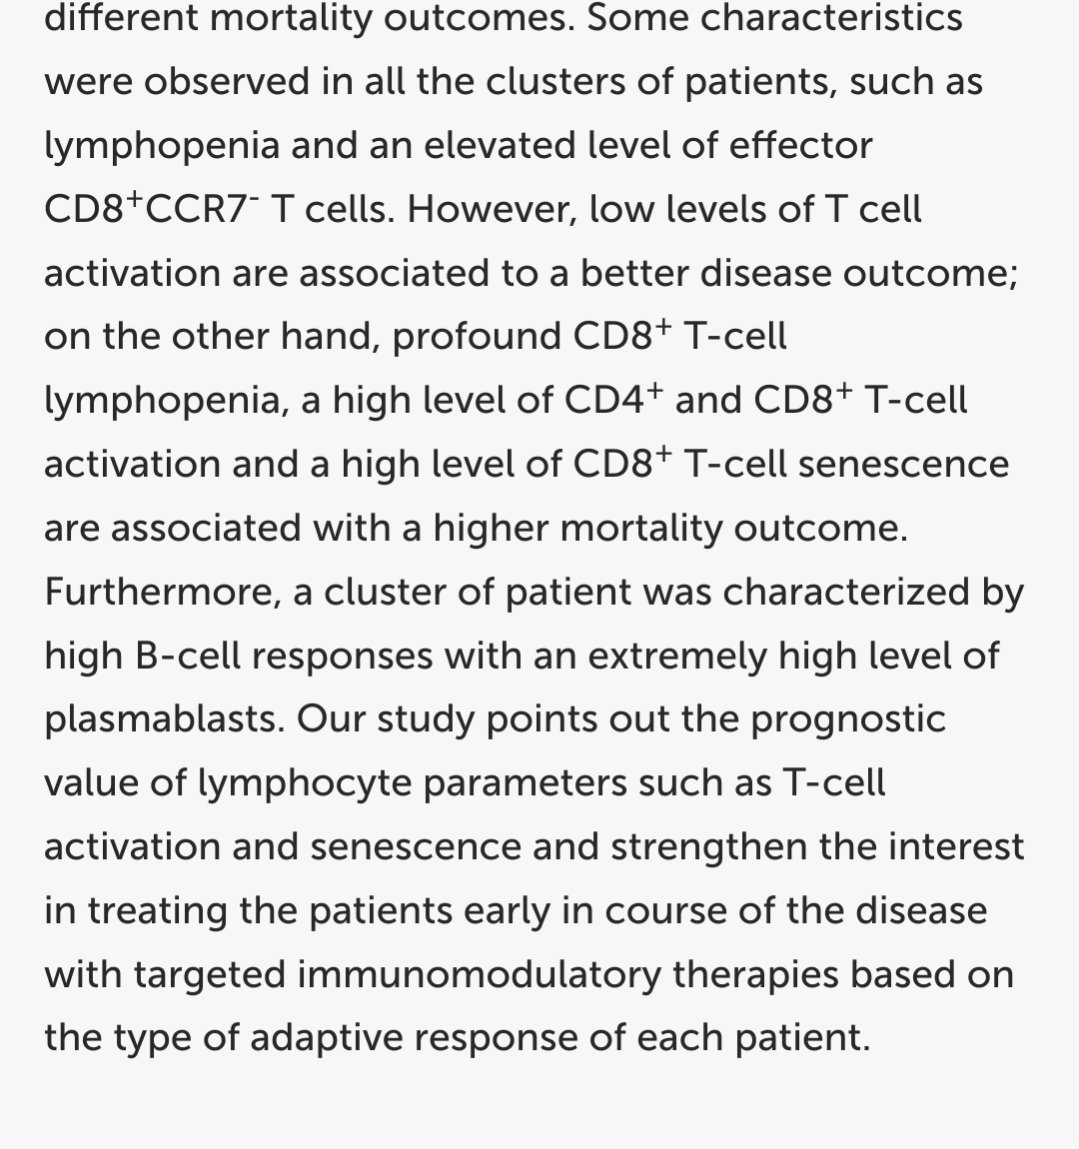 different mortality outcomes. Some characteristics
were observed in all the clusters of patients, such as
lymphopenia and an elevated level of effector
CD8⁺CCR7⁻ T cells. However, low levels of T cell
activation are associated to a better disease outcome;
on the other hand, profound CD8⁺ T-cell
lymphopenia, a high level of CD4⁺ and CD8⁺ T-cell
activation and a high level of CD8⁺ T-cell senescence
are associated with a higher mortality outcome.
Furthermore, a cluster of patient was characterized by
high B-cell responses with an extremely high level of
plasmablasts. Our study points out the prognostic
value of lymphocyte parameters such as T-cell
activation and senescence and strengthen the interest
in treating the patients early in course of the disease
with targeted immunomodulatory therapies based on
the type of adaptive response of each patient.